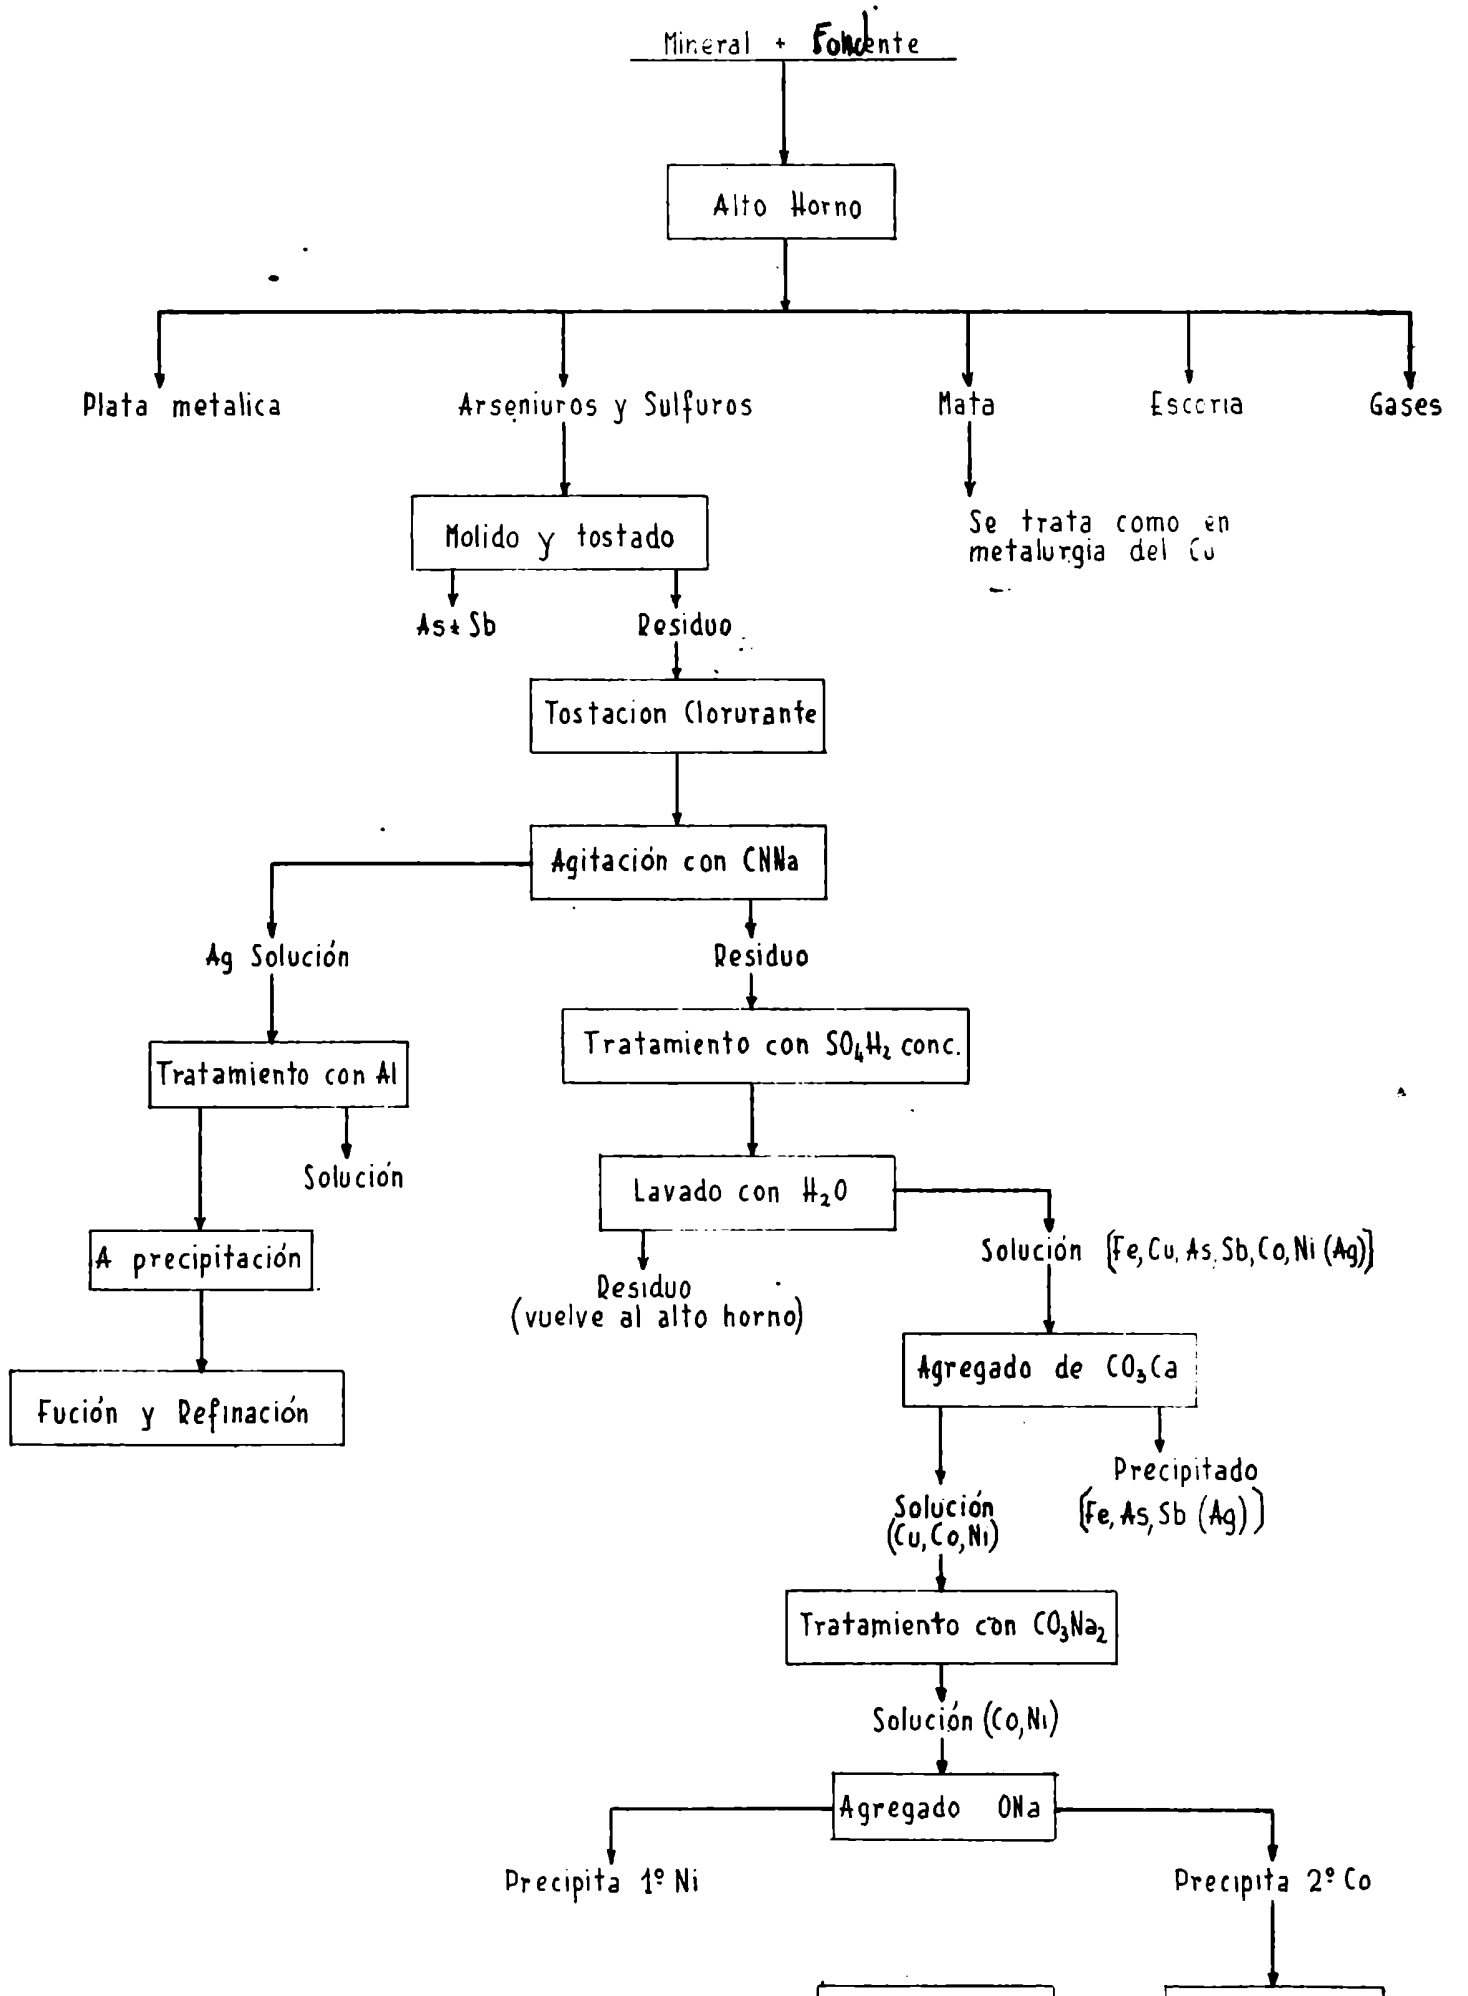 Mineral + Fondente
Alto Horno
Plata metalica
Arseniuros y Sulfuros
Mata
Escoria
Gases
Se trata como en
metalurgia del Cu
Molido y tostado
As+Sb
Residuo
Tostacion Clorurante
Agitación con CNNa
Ag Solución
Residuo
Tratamiento con SO₄H₂ conc.
Tratamiento con Al
Solución
Lavado con H₂O
A precipitación
Solución [Fe, Cu, As, Sb, Co, Ni (Ag)]
Residuo
(vuelve al alto horno)
Agregado de CO₃Ca
Fución y Refinación
Precipitado
[Fe, As, Sb (Ag)]
Solución
(Cu, Co, Ni)
Tratamiento con CO₃Na₂
Solución (Co, Ni)
Agregado ONa
Precipita 1º Ni
Precipita 2º Co